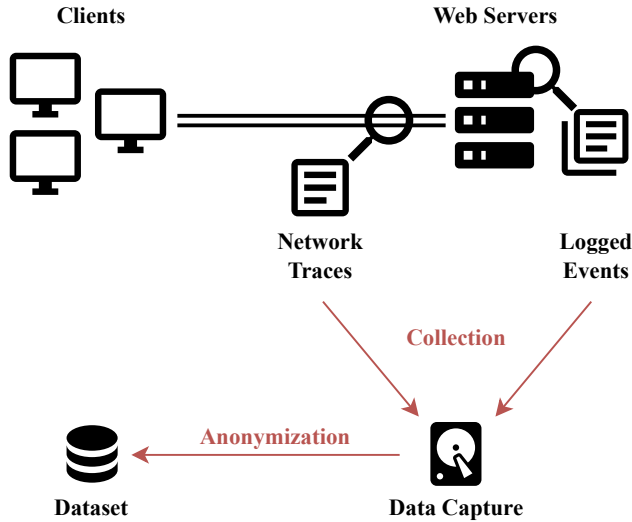 Clients
Web Servers
Network
Traces
Logged
Events
Collection
Anonymization
Dataset
Data Capture